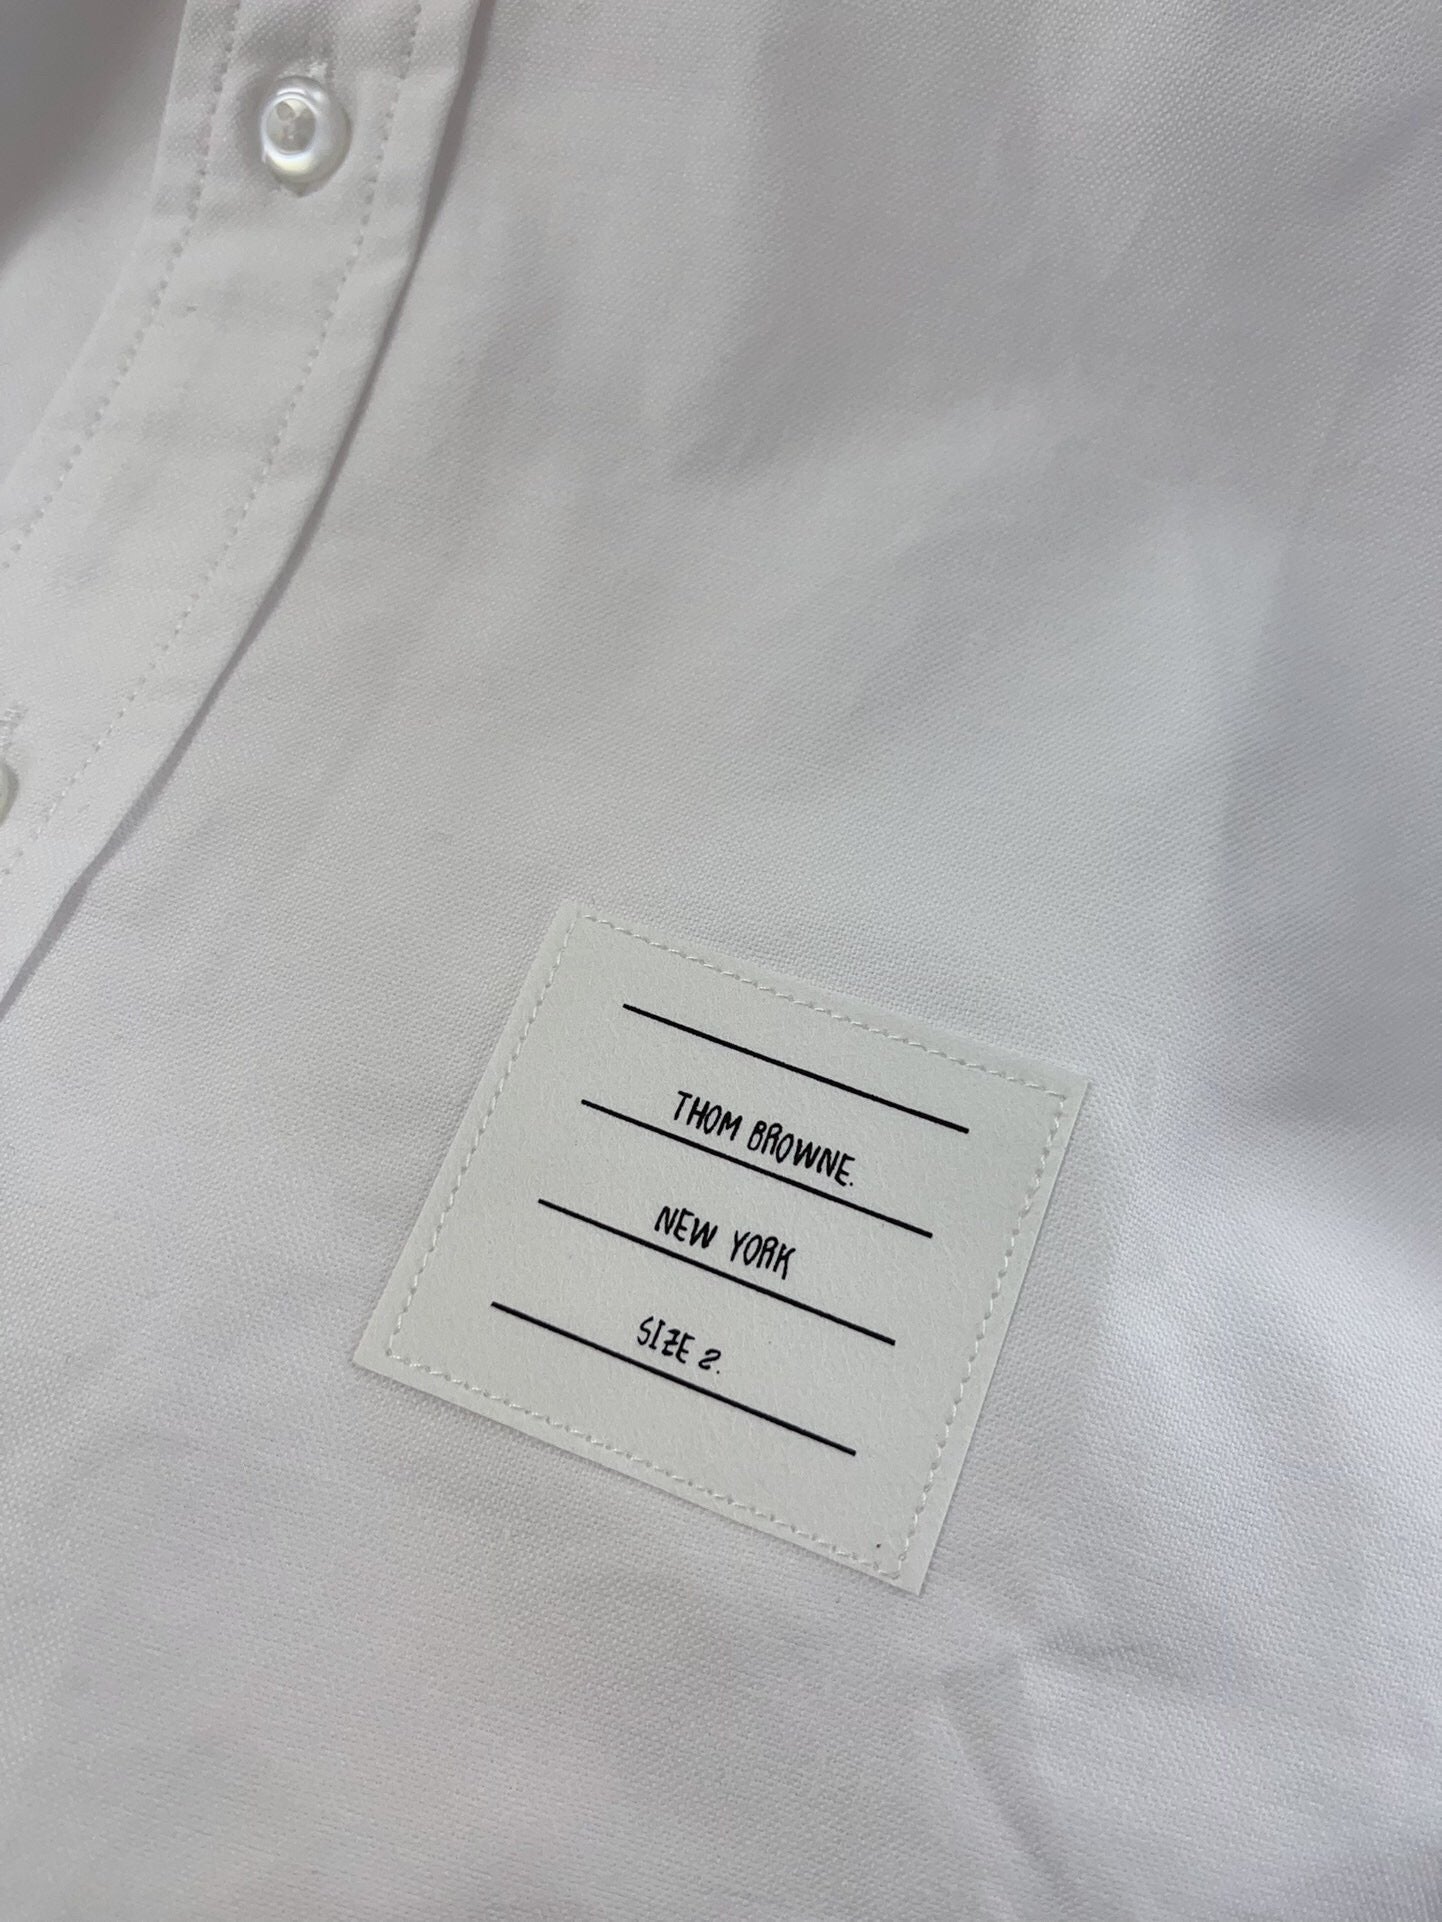 THOM BROWNE.
NEW YORK
SIZE 2.